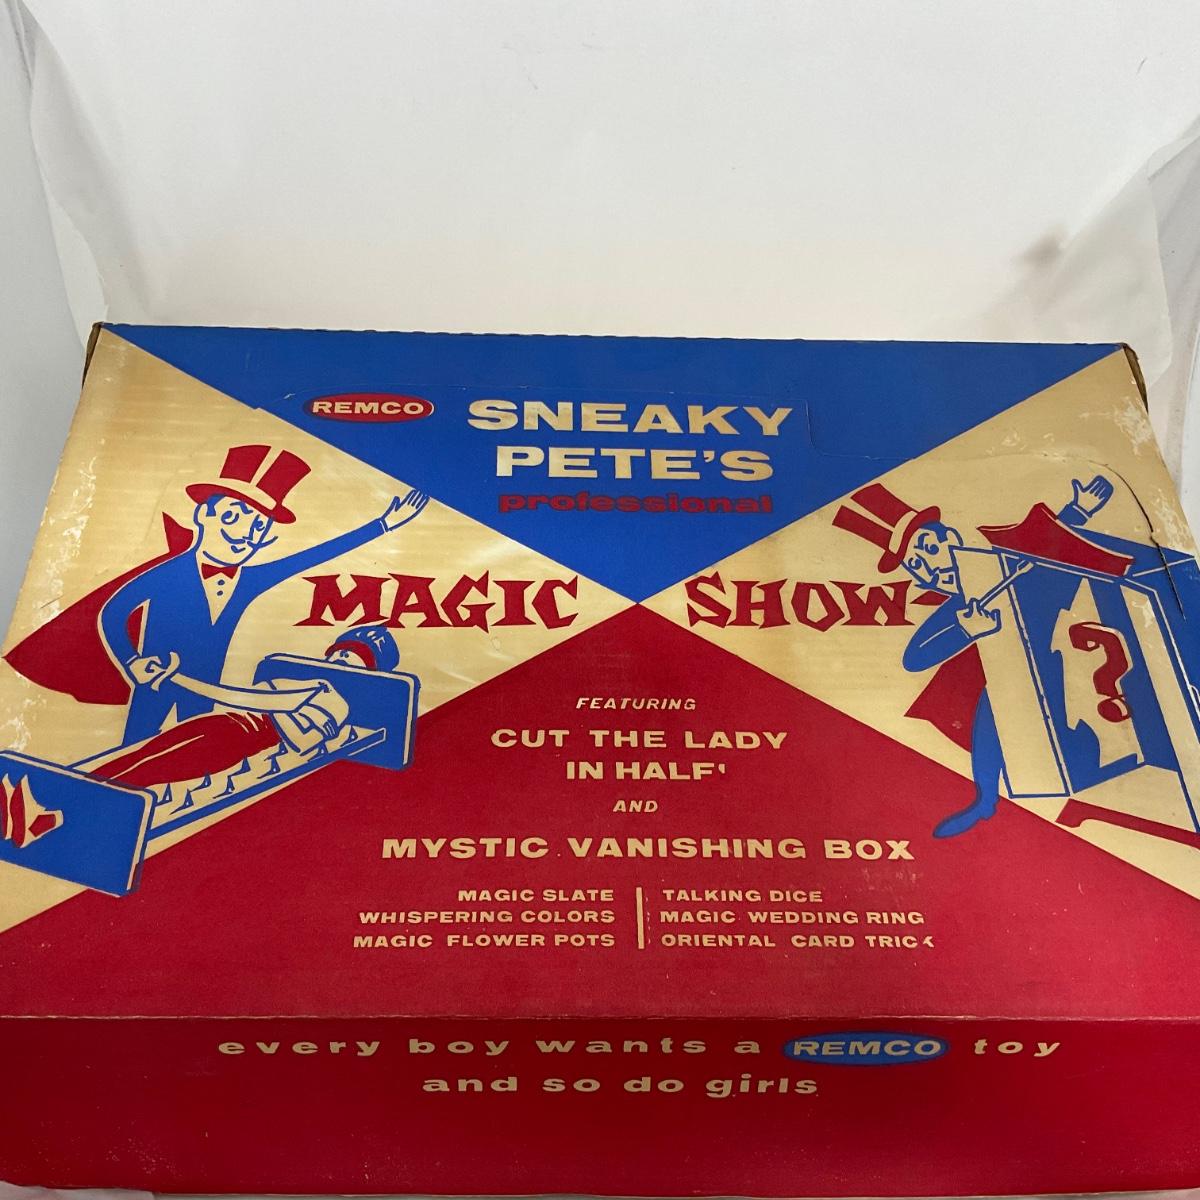 REMCO
SNEAKY
PETE'S
professional
MAGIC SHOW
FEATURING
CUT THE LADY
IN HALF!
AND
MYSTIC VANISHING BOX
MAGIC SLATE
WHISPERING COLORS
MAGIC FLOWER POTS
TALKING DICE
MAGIC WEDDING RING
ORIENTAL CARD TRICK
every boy wants a REMCO toy
and so do girls